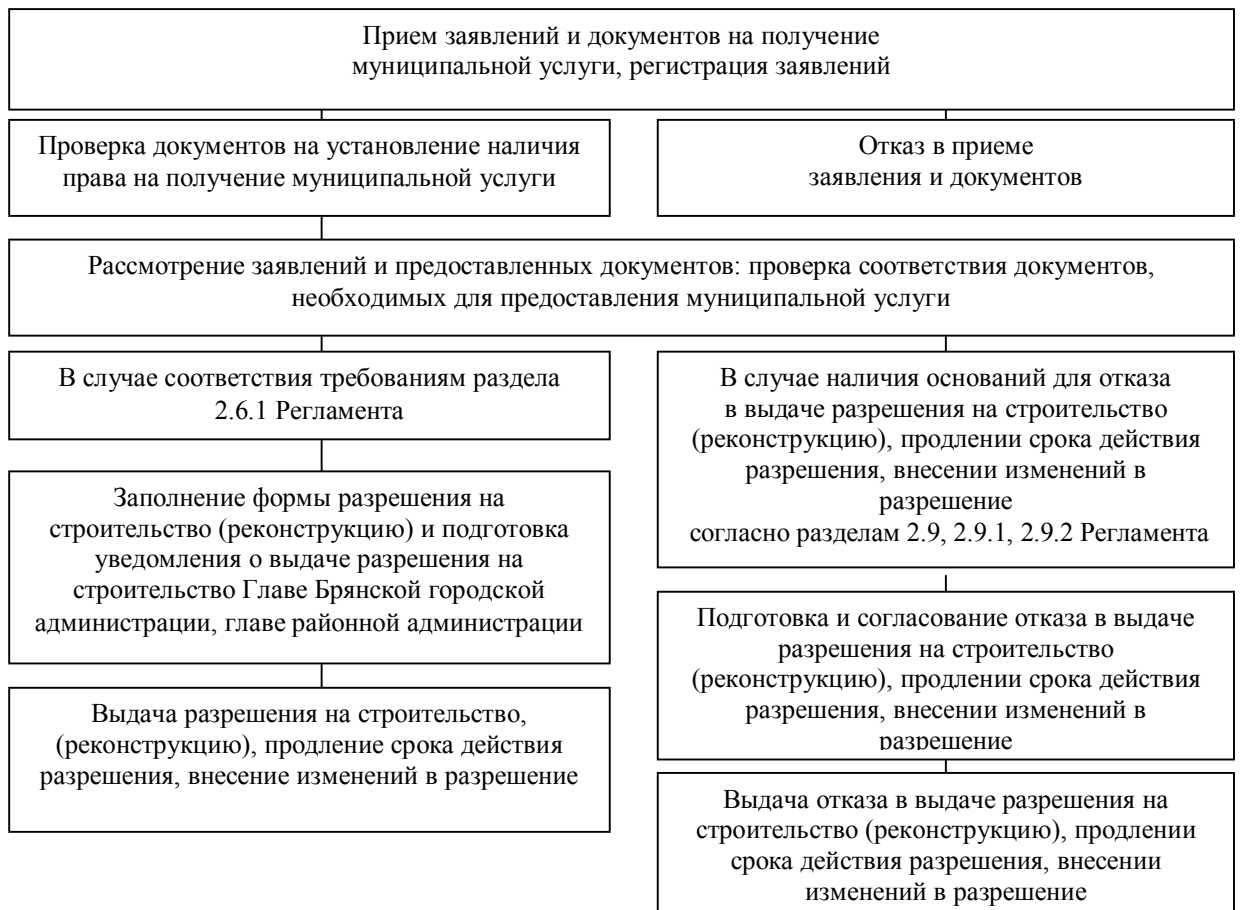 Прием заявлений и документов на получение
муниципальной услуги, регистрация заявлений
Проверка документов на установление наличия
права на получение муниципальной услуги
Отказ в приеме
заявления и документов
Рассмотрение заявлений и предоставленных документов: проверка соответствия документов,
необходимых для предоставления муниципальной услуги
В случае соответствия требованиям раздела
2.6.1 Регламента
Заполнение формы разрешения на
строительство (реконструкцию) и подготовка
уведомления о выдаче разрешения на
строительство Главе Брянской городской
администрации, главе районной администрации
Выдача разрешения на строительство,
(реконструкцию), продление срока действия
разрешения, внесение изменений в разрешение
В случае наличия оснований для отказа
в выдаче разрешения на строительство
(реконструкцию), продлении срока действия
разрешения, внесении изменений в
разрешение
согласно разделам 2.9, 2.9.1, 2.9.2 Регламента
Подготовка и согласование отказа в выдаче
разрешения на строительство
(реконструкцию), продлении срока действия
разрешения, внесении изменений в
разрешение
Выдача отказа в выдаче разрешения на
строительство (реконструкцию), продлении
срока действия разрешения, внесении
изменений в разрешение